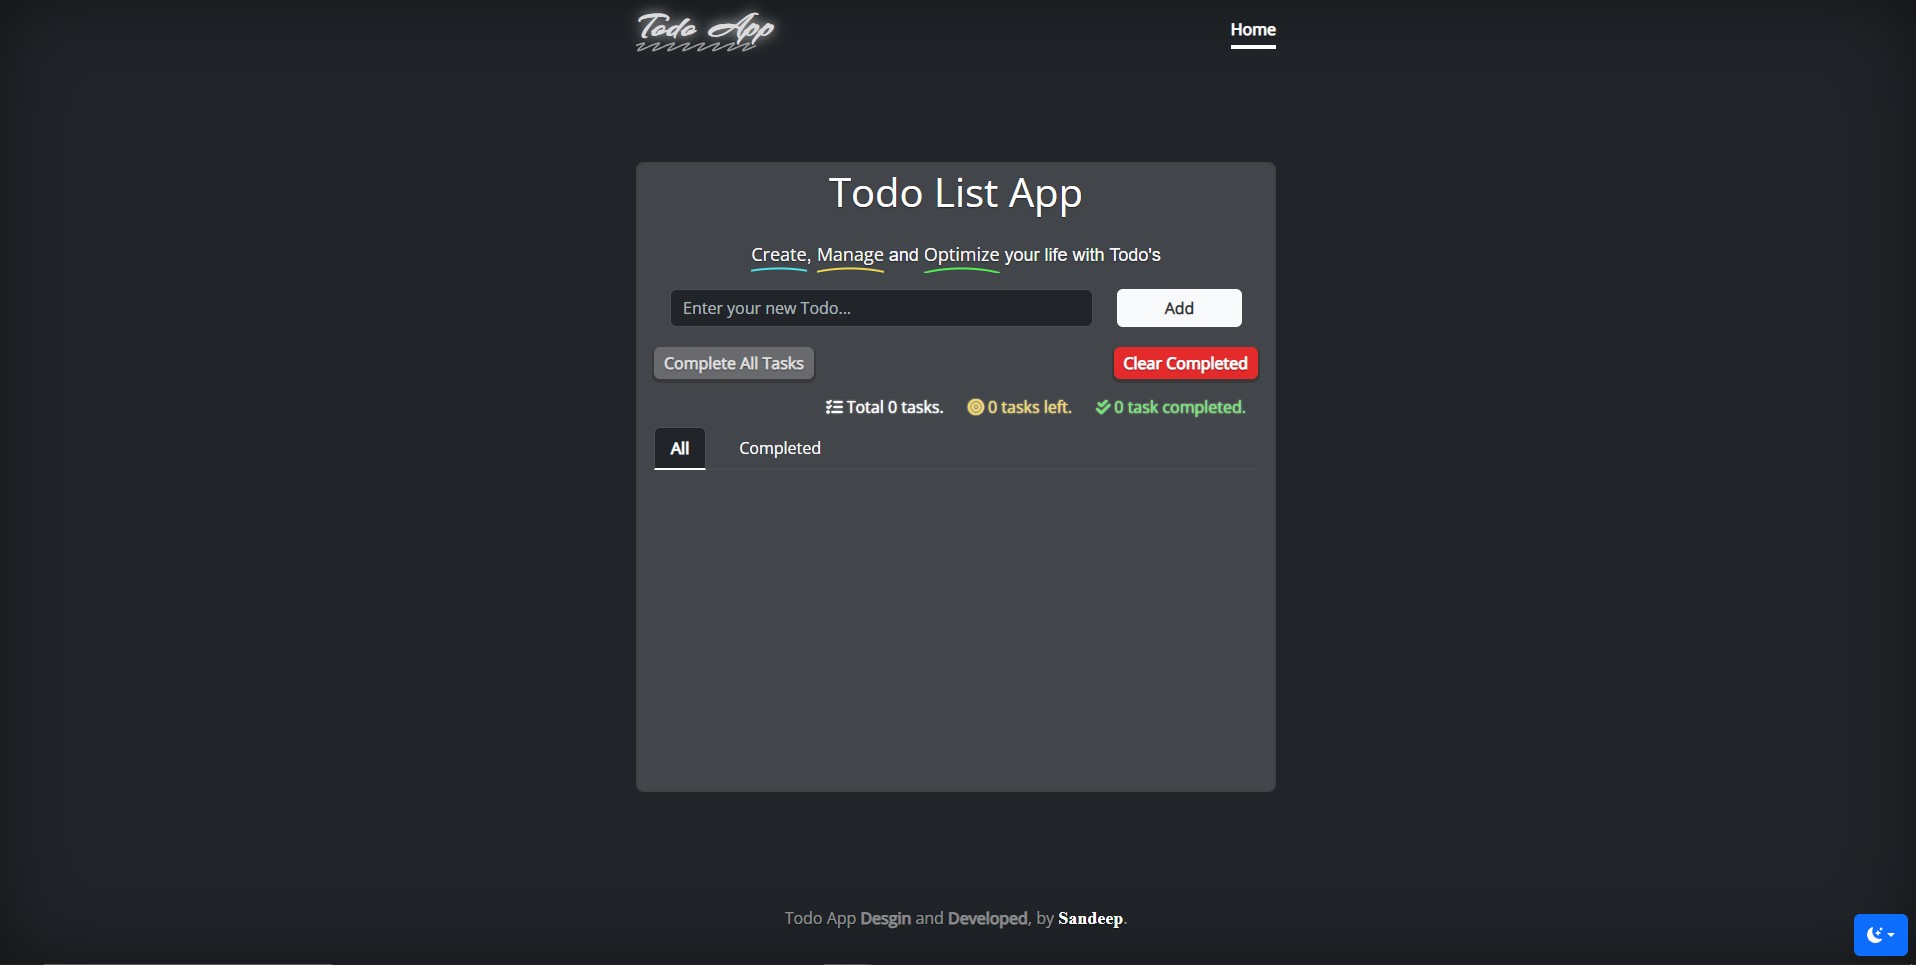 Todo App
Home
Todo List App
Create, Manage and Optimize your life with Todo's
Enter your new Todo...
Add
Complete All Tasks
Clear Completed
Total 0 tasks. 0 tasks left. 0 task completed.
All
Completed
Todo App Desgin and Developed, by Sandeep.